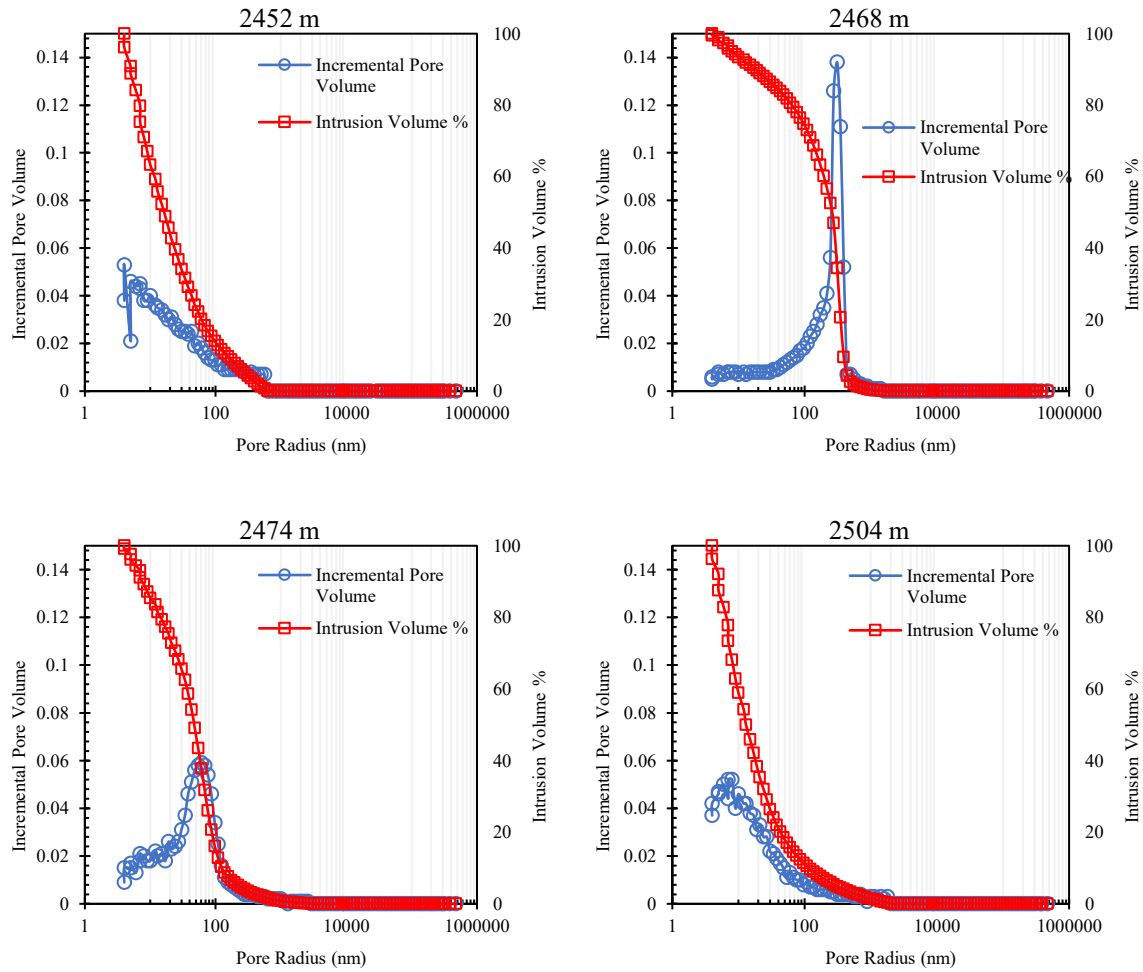 2452 m
0.14
0.12
0.1
0.08
0.06
0.04
0.02
0
100
80
60
40
20
0
1
100
10000
1000000
Incremental Pore Volume
Intrusion Volume %
Pore Radius (nm)
Incremental Pore
Volume
Intrusion Volume %
2468 m
0.14
0.12
0.1
0.08
0.06
0.04
0.02
0
100
80
60
40
20
0
1
100
10000
1000000
Incremental Pore Volume
Intrusion Volume %
Pore Radius (nm)
Incremental Pore
Volume
Intrusion Volume %
2474 m
0.14
0.12
0.1
0.08
0.06
0.04
0.02
0
100
80
60
40
20
0
1
100
10000
1000000
Incremental Pore Volume
Intrusion Volume %
Pore Radius (nm)
Incremental Pore
Volume
Intrusion Volume %
2504 m
0.14
0.12
0.1
0.08
0.06
0.04
0.02
0
100
80
60
40
20
0
1
100
10000
1000000
Incremental Pore Volume
Intrusion Volume %
Pore Radius (nm)
Incremental Pore
Volume
Intrusion Volume %